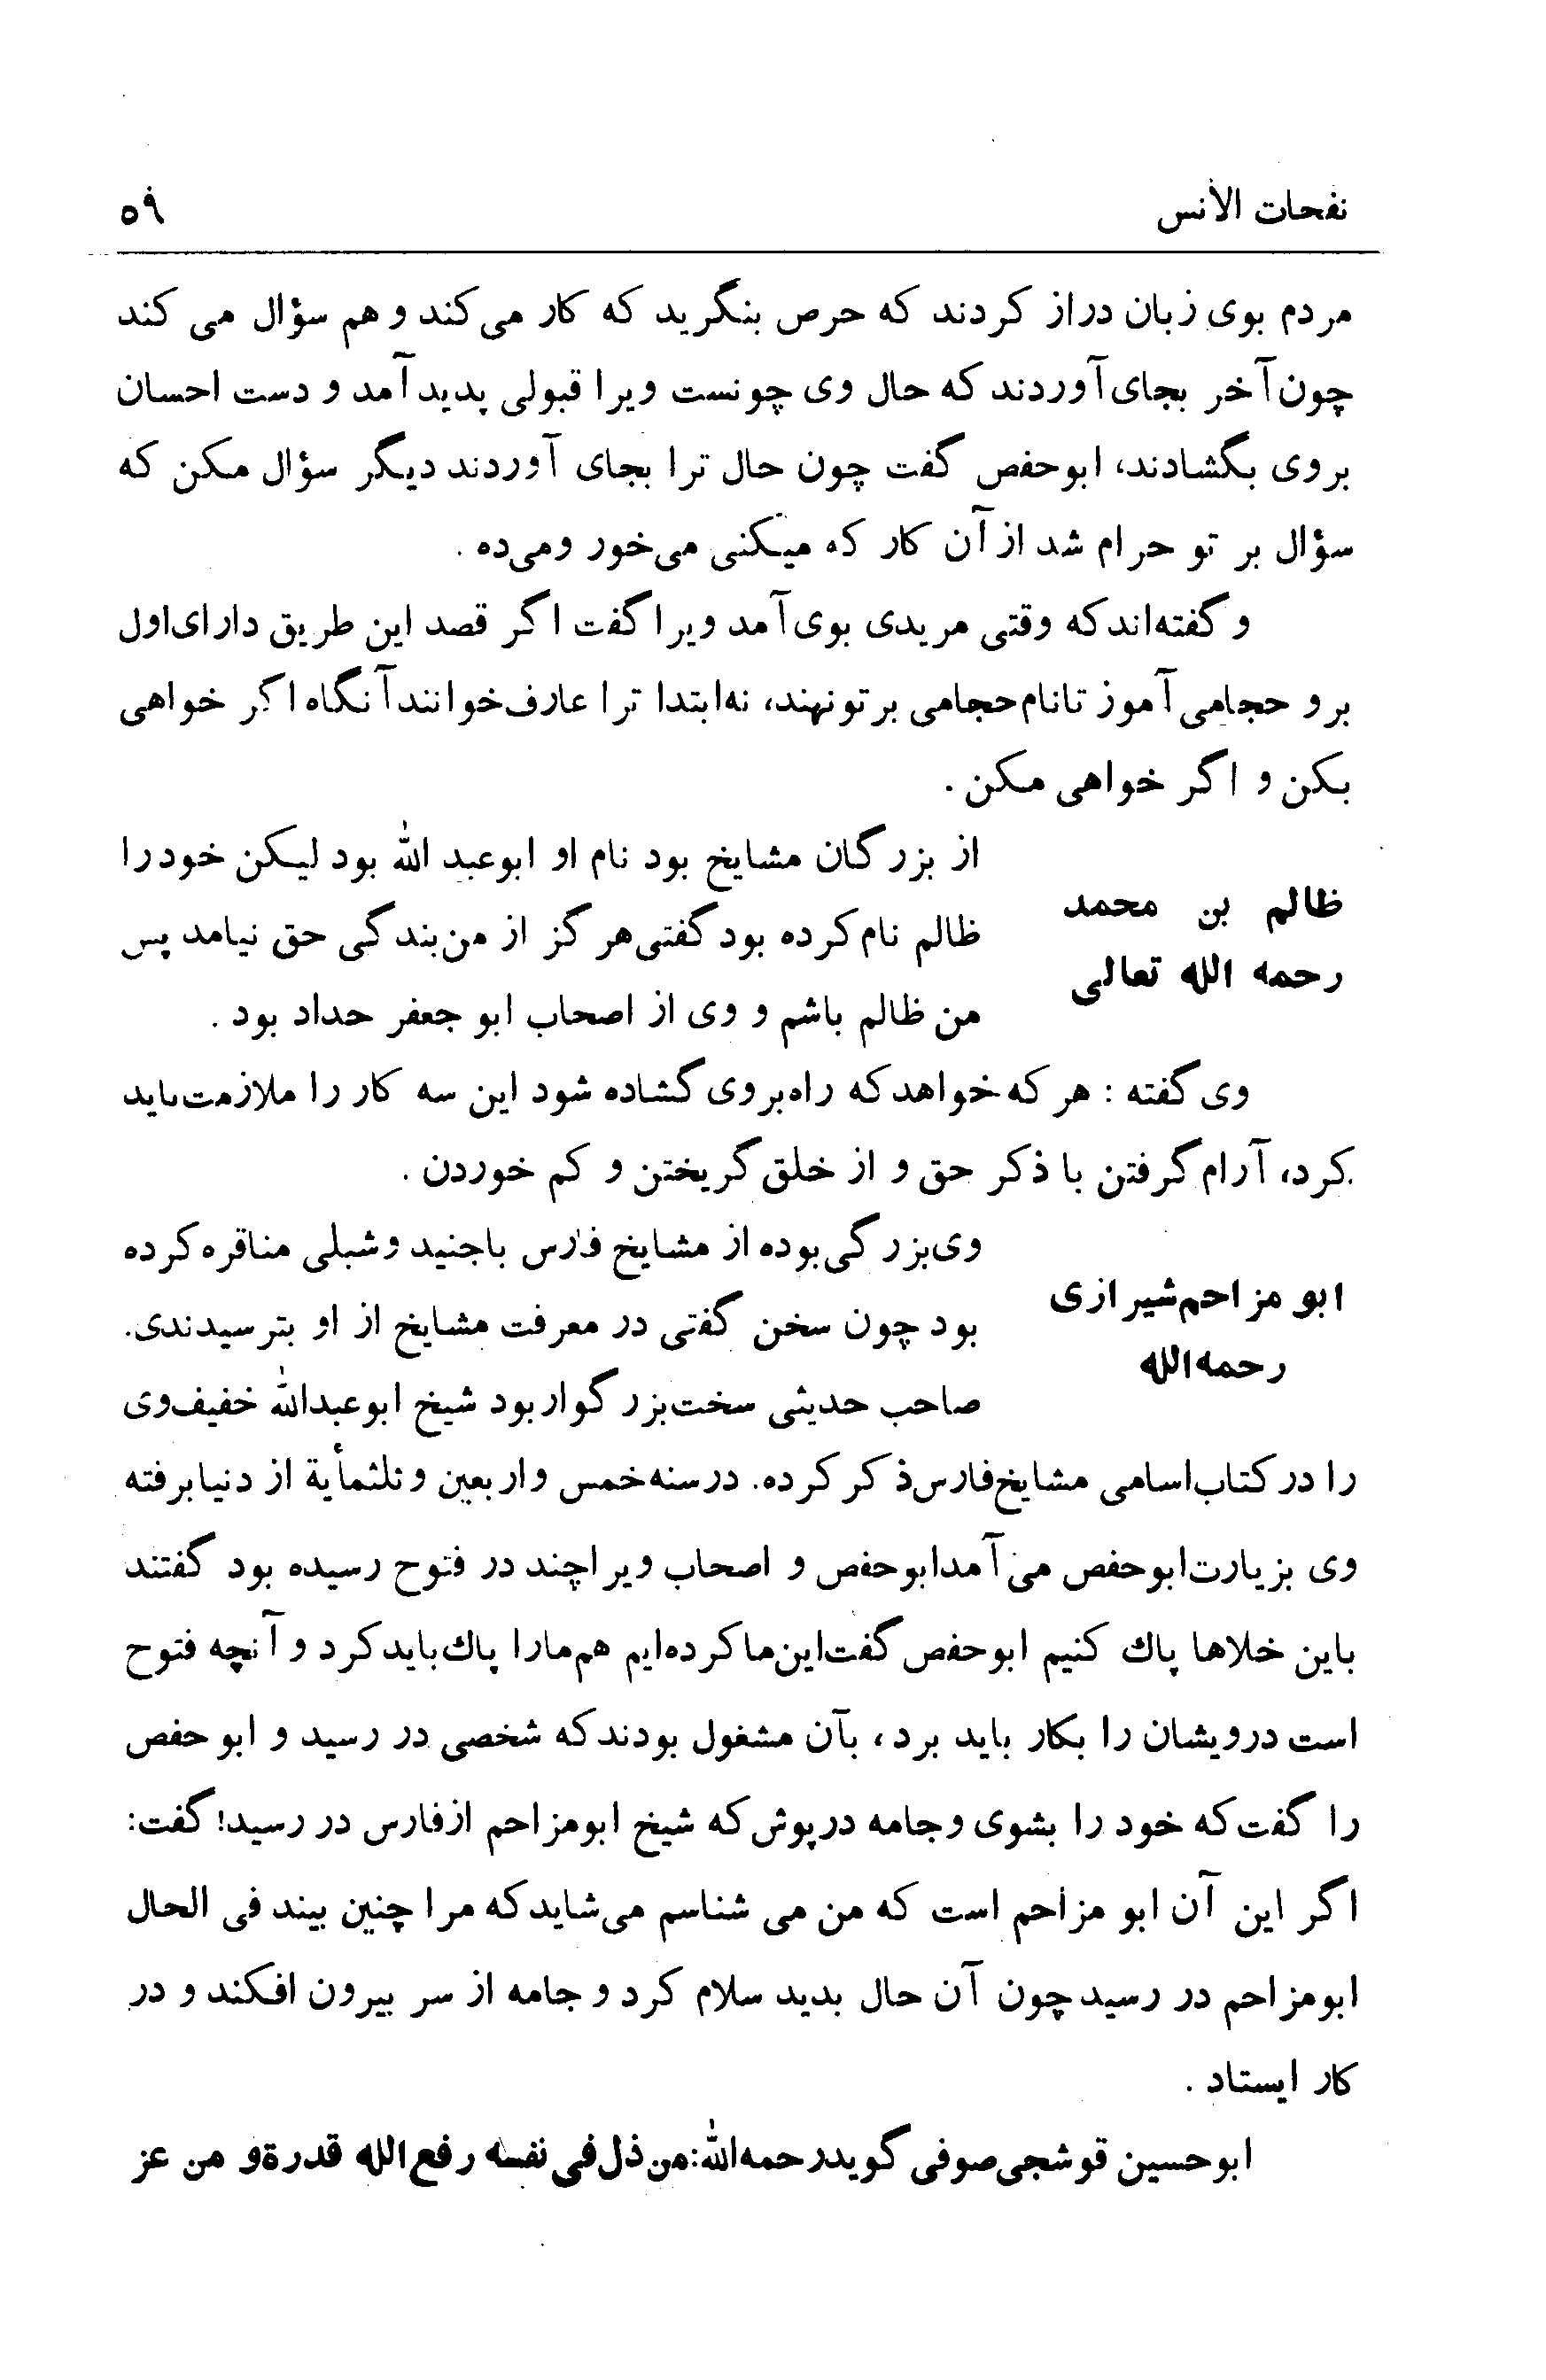 نفحات الأنس ۵۹
مردم بوی زبان دراز کردند که حرص بنگرید که کار می‌کند و هم سؤال می کند
چون آخر بجای آوردند که حال وی چونست ویرا قبولی پدید آمد و دست احسان
بروی بگشادند، ابوحفص گفت چون حال ترا بجای آوردند دیگر سؤال مکن که
سؤال بر تو حرام شد از آن کار که میکنی می‌خور ومی‌ده .
و گفته‌اند که وقتی مریدی بوی آمد ویرا گفت اگر قصد این طریق دارای اول
برو حجامی آموز تا نام حجامی بر تو نهند، نه ابتدا ترا عارف خوانند آنگاه اگر خواهی
بکن و اگر خواهی مکن .
ظالم بن محمد
رحمه الله تعالی
از بزرگان مشایخ بود نام او ابوعبد الله بود لیکن خود را
ظالم نام کرده بود گفتی هر گز از من بندگی حق نیامد پس
من ظالم باشم و وی از اصحاب ابو جعفر حداد بود .
وی گفته : هر که خواهد که راه بروی گشاده شود این سه کار را ملازمت باید
کرد، آرام گرفتن با ذکر حق و از خلق گریختن و کم خوردن .
ابو مزاحم شیرازی
رحمه الله
وی بزرگی بوده از مشایخ فارس باجنید وشبلی مناقره کرده
بود چون سخن گفتی در معرفت مشایخ از او بترسیدندی.
صاحب حدیثی سخت بزرگوار بود شیخ ابوعبدالله خفیف وی
را در کتاب اسامی مشایخ فارس ذکر کرده. در سنه خمس واربعین وثلثمأیة از دنیا برفته
وی بزیارت ابوحفص می‌آمد ابوحفص و اصحاب ویرا چند در فتوح رسیده بود گفتند
باین خلاها پاك کنیم ابوحفص گفت این ما کرده‌ایم هم مارا پاك باید کرد و آنچه فتوح
است درویشان را بکار باید برد، بآن مشغول بودند که شخصی در رسید و ابو حفص
را گفت که خود را بشوی وجامه درپوش که شیخ ابومزاحم از فارس در رسید! گفت:
اگر این آن ابو مزاحم است که من می شناسم می‌شاید که مرا چنین بیند فی الحال
ابومزاحم در رسید چون آن حال بدید سلام کرد و جامه از سر بیرون افکند و در
کار ایستاد .
ابوحسین قوشجی صوفی گوید رحمه الله: من ذل فی نفسه رفع الله قدرة و من عز